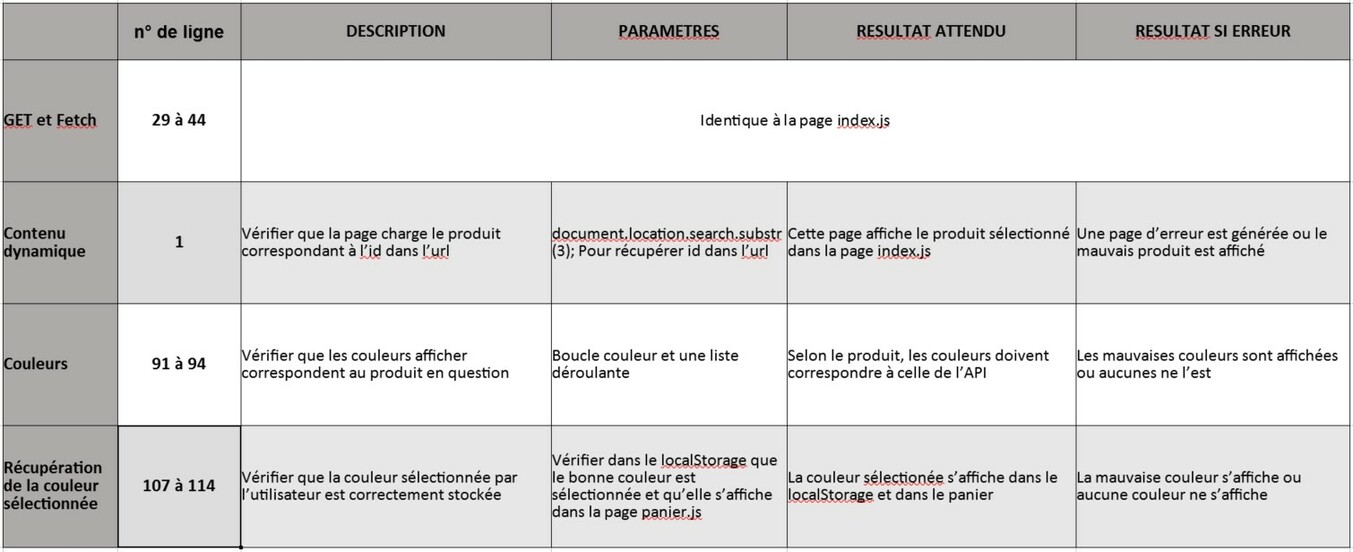 n° de ligne
DESCRIPTION
PARAMETRES
RESULTAT ATTENDU
RESULTAT SI ERREUR
GET et Fetch
29 à 44
Identique à la page index.js
Contenu
dynamique
1
Vérifier que la page charge le produit
correspondant à l’id dans l’url
document.location.search.substr
(3); Pour récupérer id dans l’url
Cette page affiche le produit sélectionné
dans la page index.js
Une page d’erreur est générée ou le
mauvais produit est affiché
Couleurs
91 à 94
Vérifier que les couleurs afficher
correspondent au produit en question
Boucle couleur et une liste
déroulante
Selon le produit, les couleurs doivent
correspondre à celle de l’API
Les mauvaises couleurs sont affichées
ou aucunes ne l’est
Récupération
de la couleur
sélectionnée
107 à 114
Vérifier que la couleur sélectionnée par
l’utilisateur est correctement stockée
Vérifier dans le localStorage que
le bonne couleur est
sélectionnée et qu’elle s’affiche
dans la page panier.js
La couleur sélectionée s’affiche dans le
localStorage et dans le panier
La mauvaise couleur s’affiche ou
aucune couleur ne s’affiche